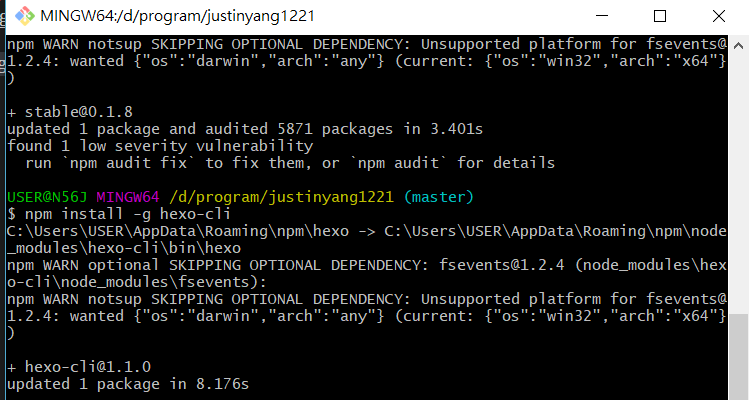 MINGW64:/d/program/justinyang1221
npm WARN notsup SKIPPING OPTIONAL DEPENDENCY: Unsupported platform for fsevents@
1.2.4: wanted {"os":"darwin","arch":"any"} (current: {"os":"win32","arch":"x64"}
)
+ stable@0.1.8
updated 1 package and audited 5871 packages in 3.401s
found 1 low severity vulnerability
  run `npm audit fix` to fix them, or `npm audit` for details
USER@N56J MINGW64 /d/program/justinyang1221 (master)
$ npm install -g hexo-cli
C:\Users\USER\AppData\Roaming\npm\hexo -> C:\Users\USER\AppData\Roaming\npm\node
_modules\hexo-cli\bin\hexo
npm WARN optional SKIPPING OPTIONAL DEPENDENCY: fsevents@1.2.4 (node_modules\hex
o-cli\node_modules\fsevents):
npm WARN notsup SKIPPING OPTIONAL DEPENDENCY: Unsupported platform for fsevents@
1.2.4: wanted {"os":"darwin","arch":"any"} (current: {"os":"win32","arch":"x64"}
)
+ hexo-cli@1.1.0
updated 1 package in 8.176s